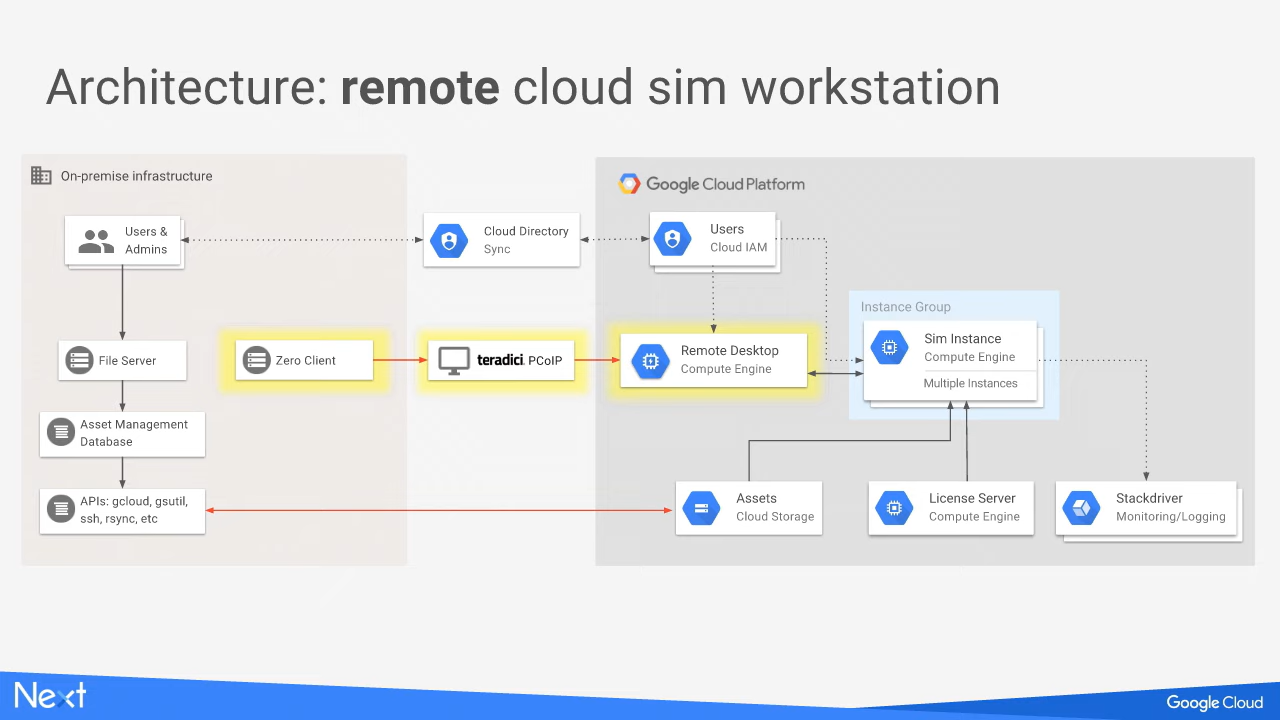 Architecture: remote cloud sim workstation
On-premise infrastructure
Google Cloud Platform
Users &
Admins
Cloud Directory
Sync
Users
Cloud IAM
Instance Group
File Server
Zero Client
teradici. PCoIP
Remote Desktop
Compute Engine
Sim Instance
Compute Engine
Multiple Instances
Asset Management
Database
APIs: gcloud, gsutil,
ssh, rsync, etc
Assets
Cloud Storage
License Server
Compute Engine
Stackdriver
Monitoring/Logging
Next
Google Cloud